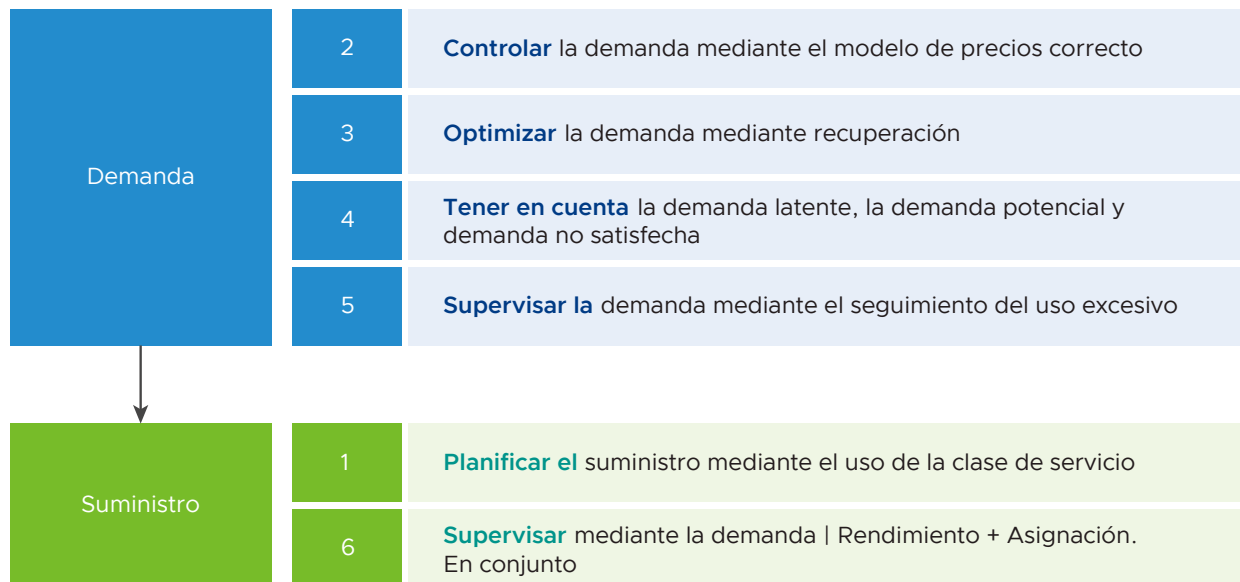 Demanda
2
Controlar la demanda mediante el modelo de precios correcto
3
Optimizar la demanda mediante recuperación
4
Tener en cuenta la demanda latente, la demanda potencial y
demanda no satisfecha
5
Supervisar la demanda mediante el seguimiento del uso excesivo
Suministro
1
Planificar el suministro mediante el uso de la clase de servicio
6
Supervisar mediante la demanda | Rendimiento + Asignación.
En conjunto